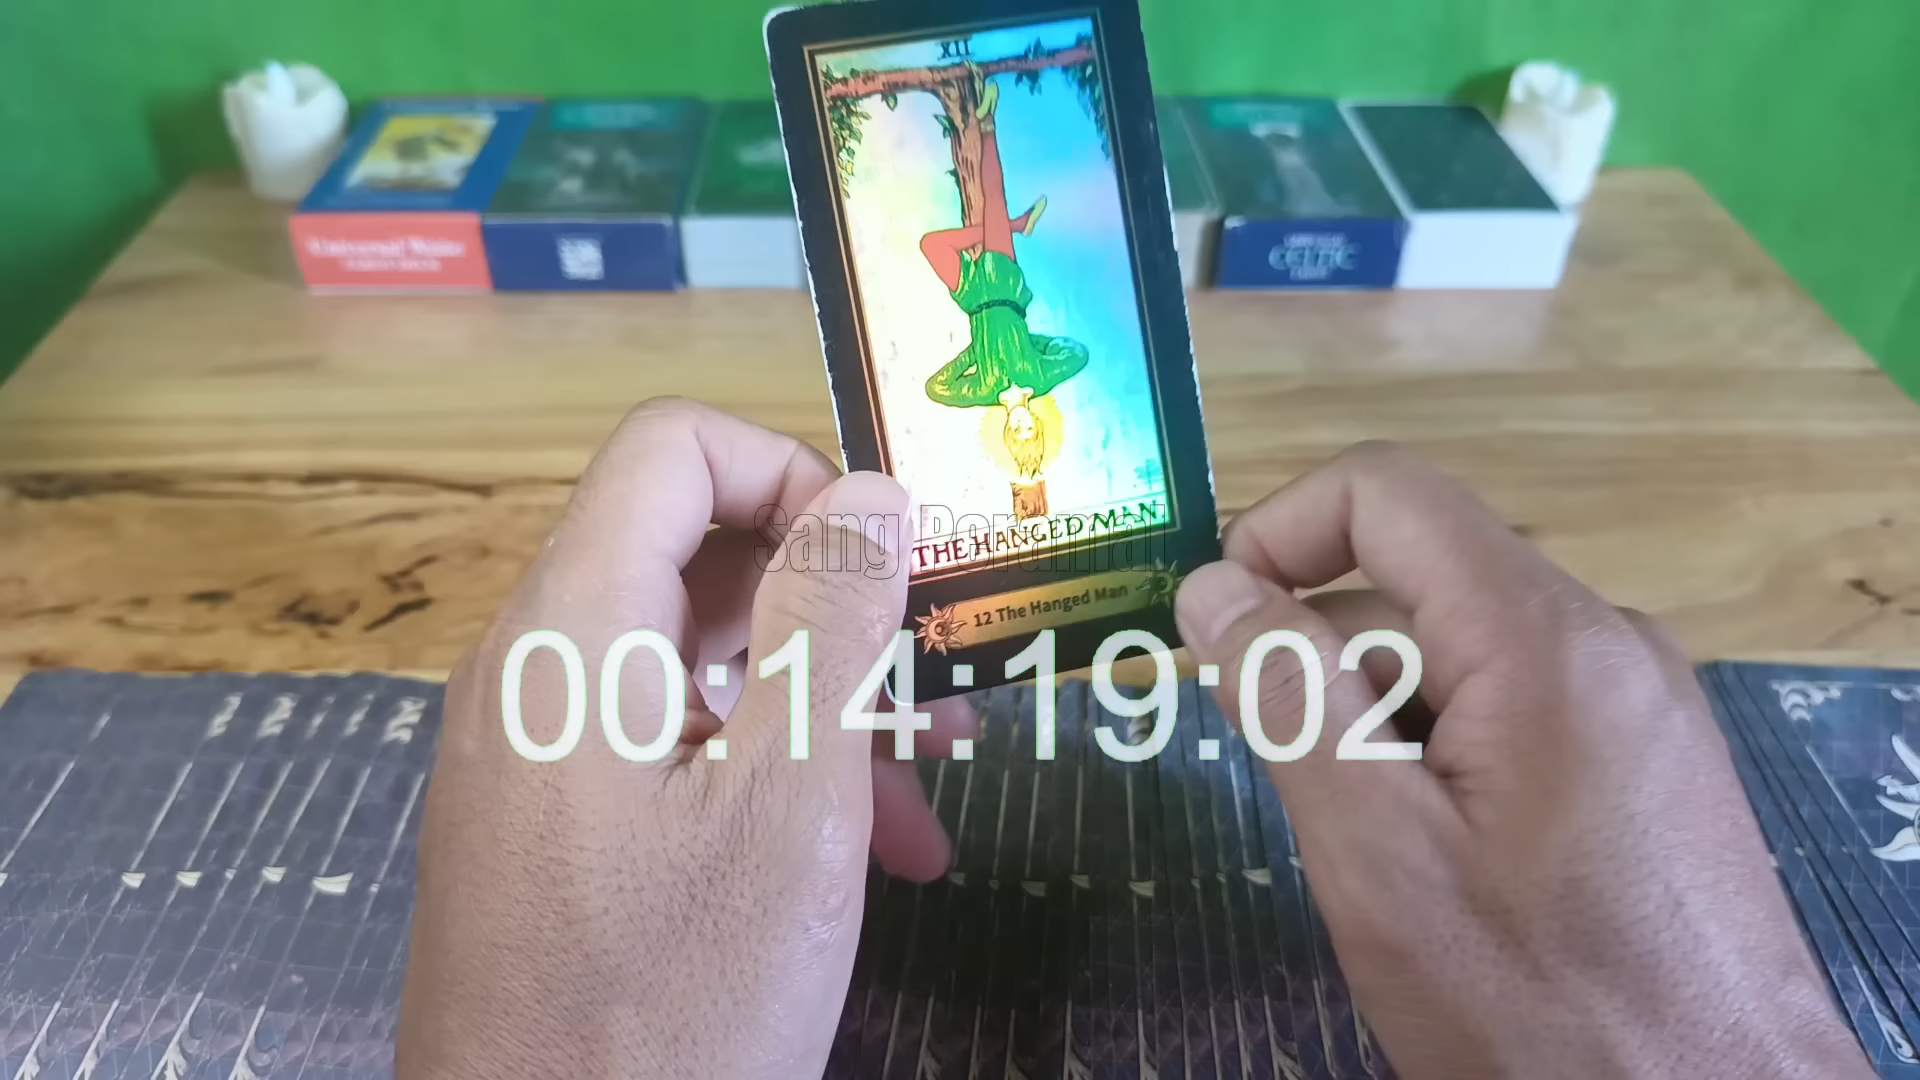 XII
THE HANGED MAN.
12 The Hanged Man
Sang Peramal
00:14:19:02
Universal Waite
CELTIC